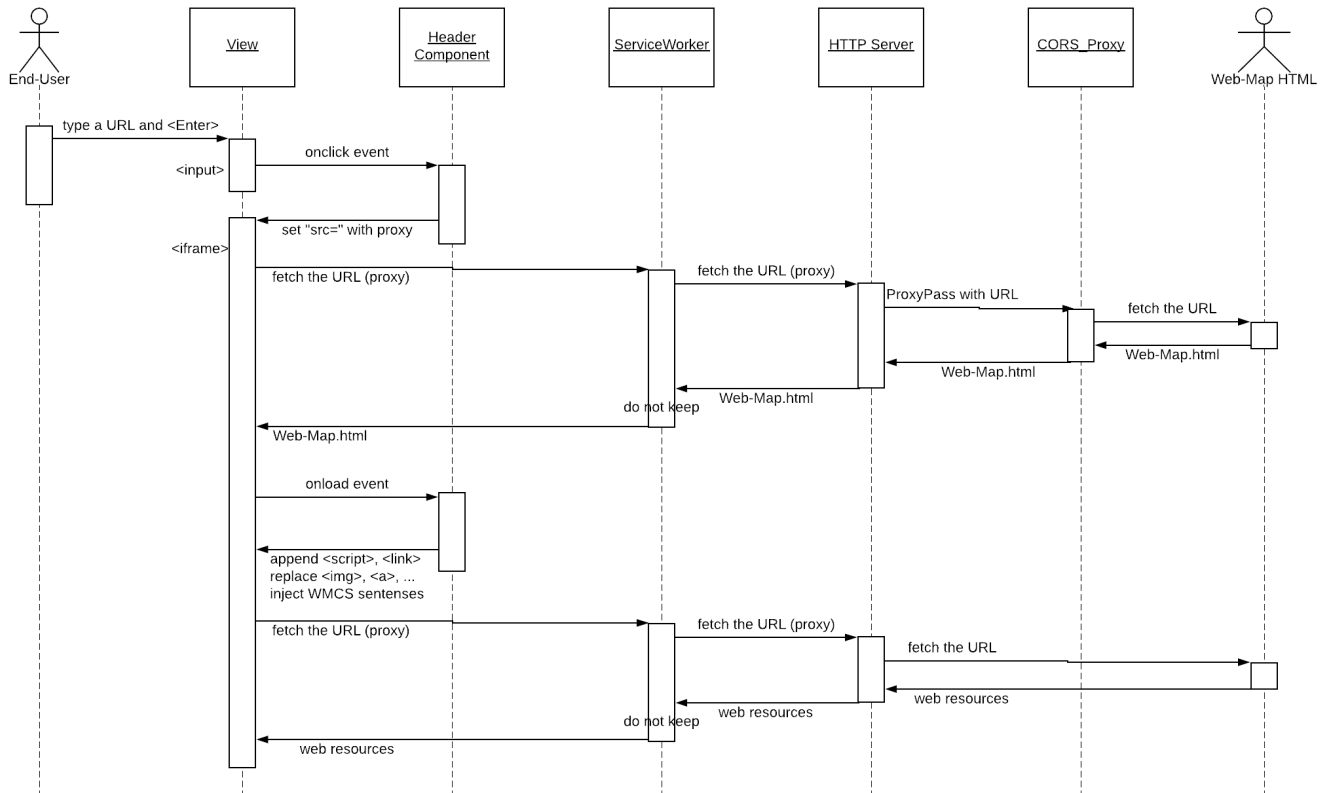 End-User
View
Header
Component
ServiceWorker
HTTP Server
CORS_Proxy
Web-Map HTML
type a URL and <Enter>
onclick event
<input>
set "src=" with proxy
<iframe>
fetch the URL (proxy)
fetch the URL (proxy)
ProxyPass with URL
fetch the URL
Web-Map.html
Web-Map.html
Web-Map.html
do not keep
Web-Map.html
onload event
append <script>, <link>
replace <img>, <a>, ...
inject WMCS sentenses
fetch the URL (proxy)
fetch the URL (proxy)
fetch the URL
web resources
web resources
do not keep
web resources